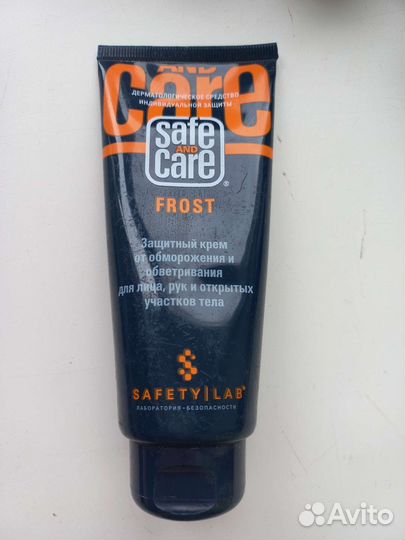 AND
care
ДЕРМАТОЛОГИЧЕСКОЕ СРЕДСТВО
ИНДИВИДУАЛЬНОЙ ЗАЩИТЫ
safe
AND
care®
FROST
Защитный крем
от обморожения и
обветривания
для лица, рук и открытых
участков тела
SAFETY|LAB®
ЛАБОРАТОРИЯ·БЕЗОПАСНОСТИ
Avito